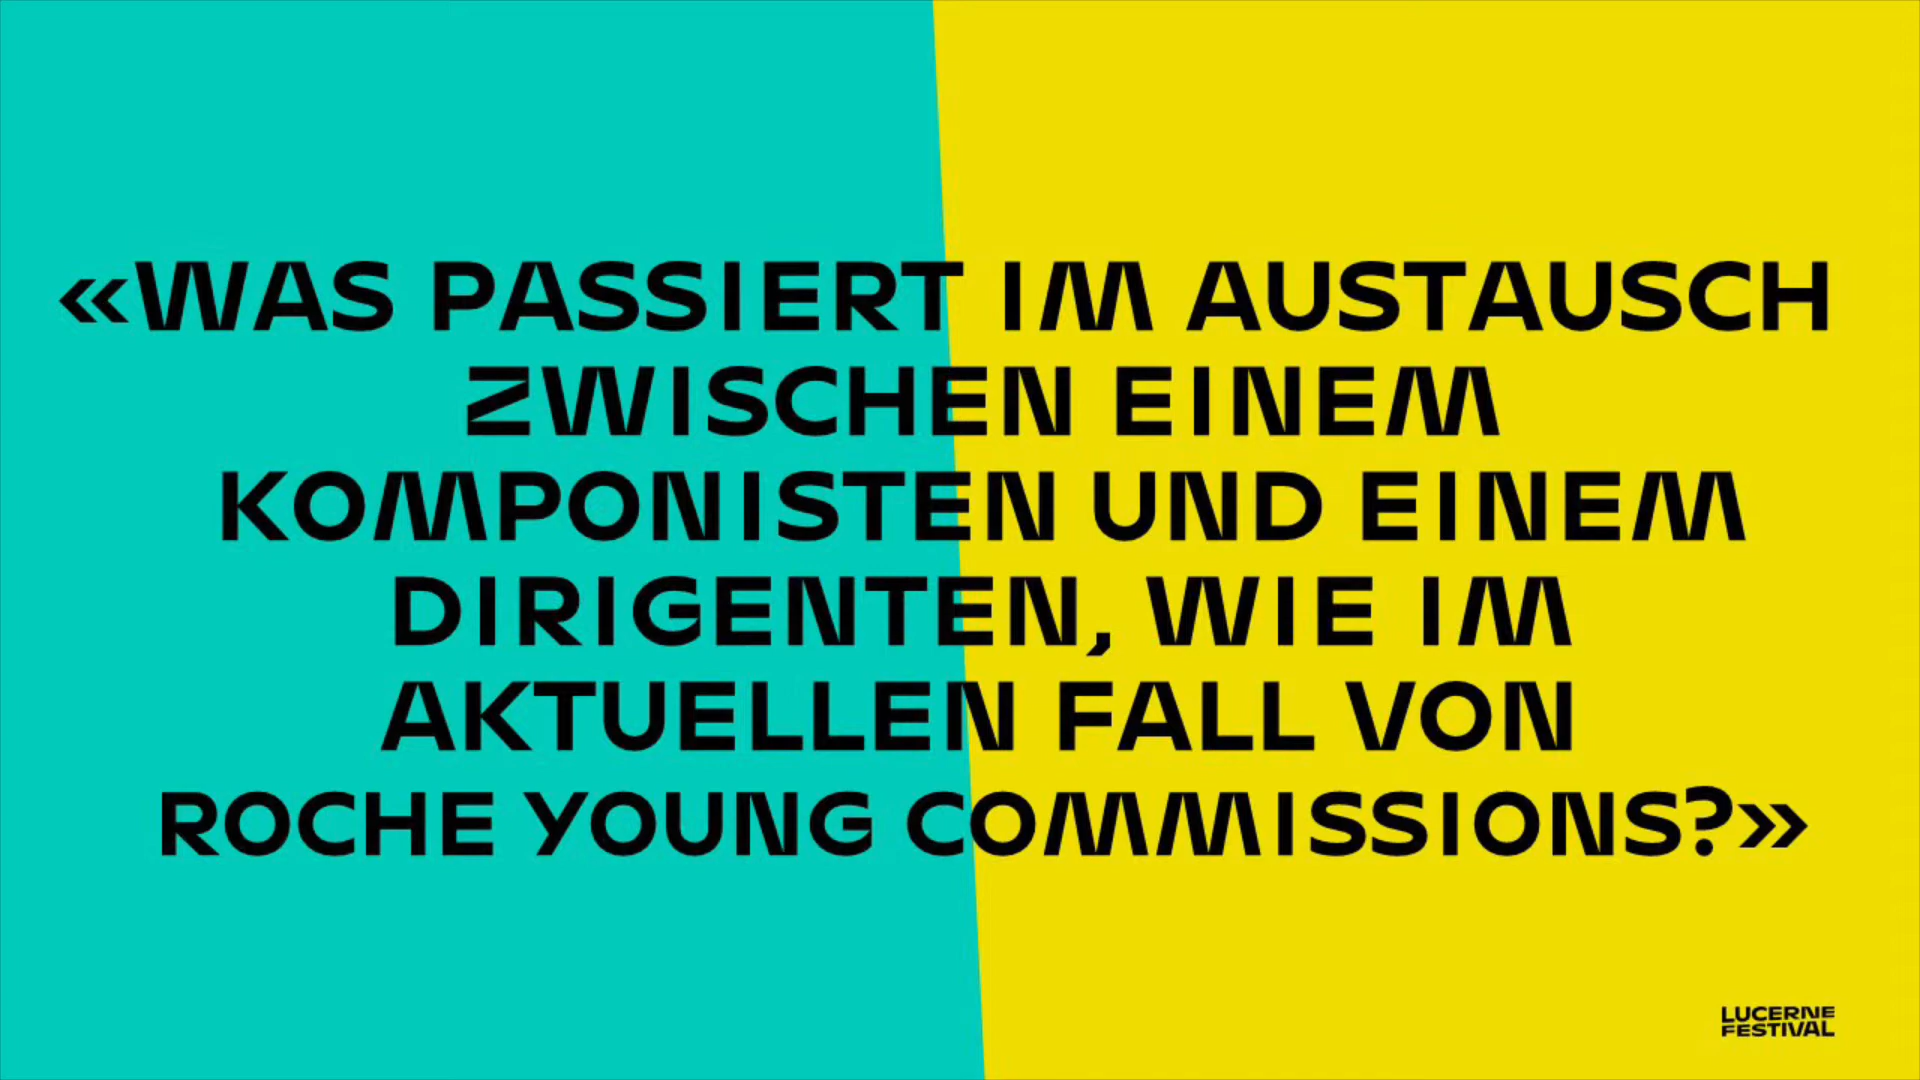 «WAS PASSIERT IM AUSTAUSCH
ZWISCHEN EINEM
KOMPONISTEN UND EINEM
DIRIGENTEN, WIE IM
AKTUELLEN FALL VON
ROCHE YOUNG COMMISSIONS?»
LUCERNE
FESTIVAL